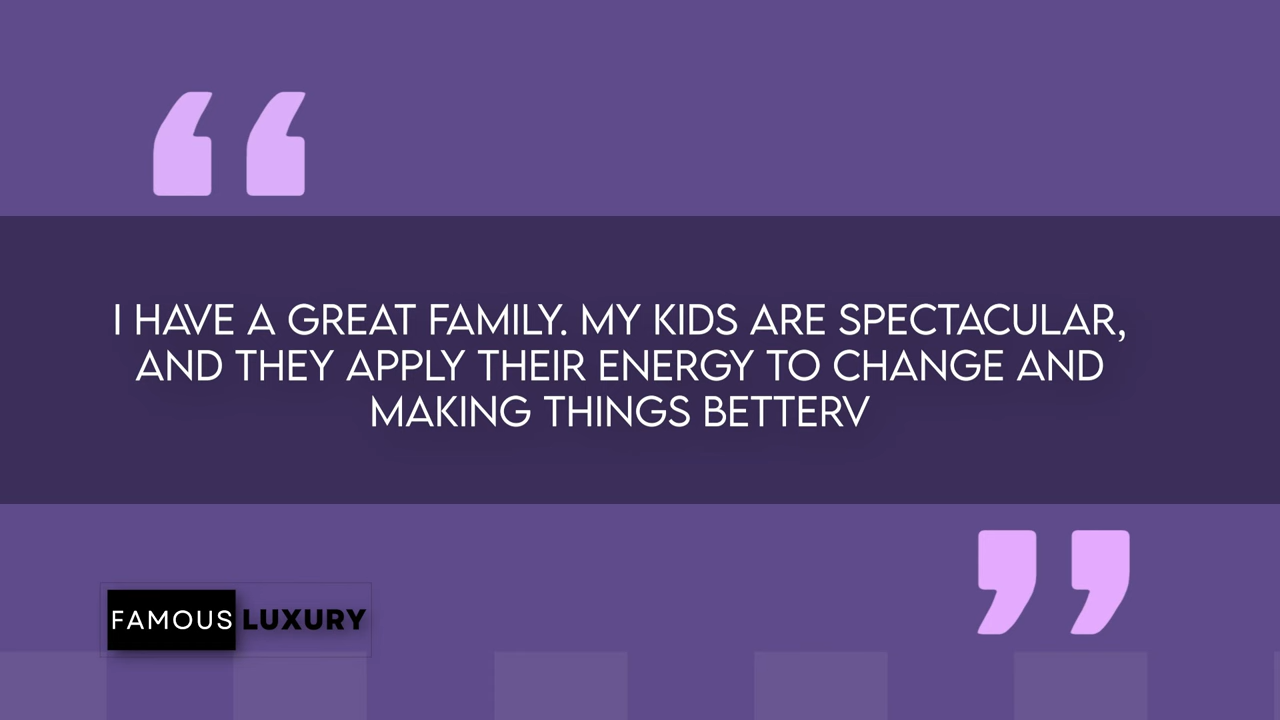 I HAVE A GREAT FAMILY. MY KIDS ARE SPECTACULAR,
AND THEY APPLY THEIR ENERGY TO CHANGE AND
MAKING THINGS BETTERV
FAMOUS LUXURY